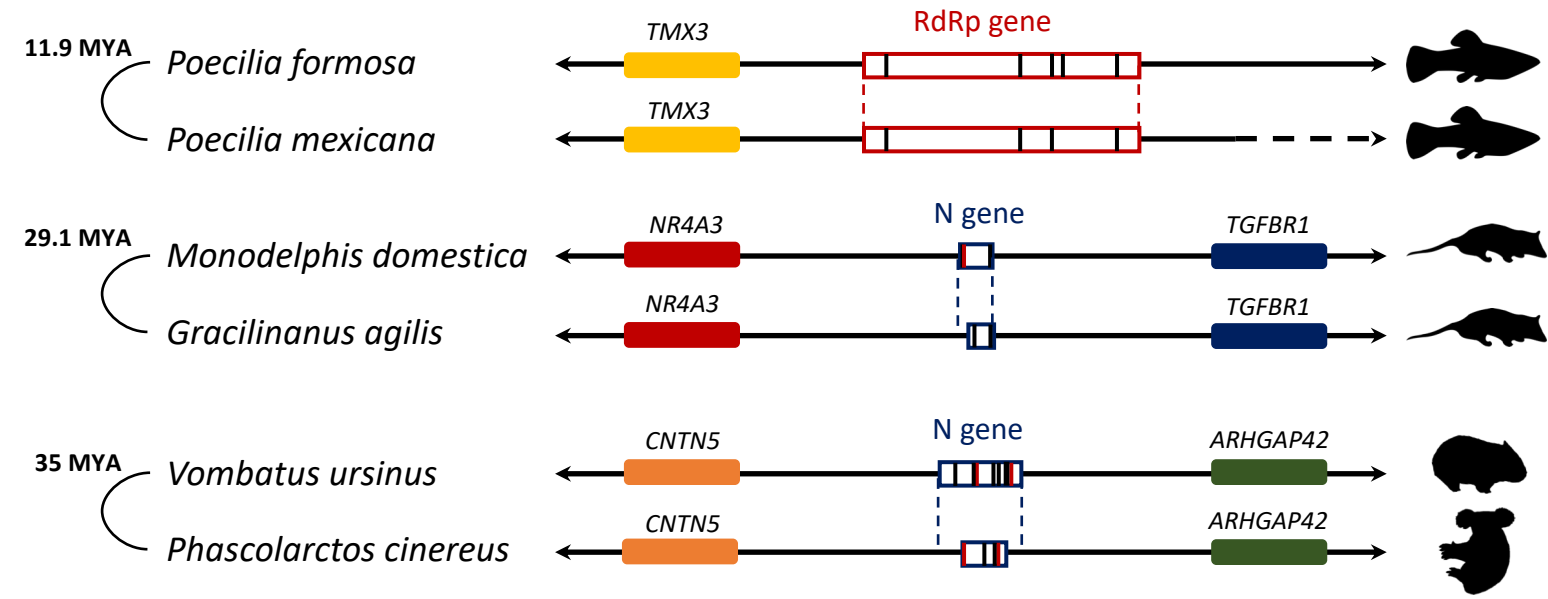 RdRp gene
11.9 MYA
TMX3
Poecilia formosa
TMX3
Poecilia mexicana
N gene
29.1 MYA
NR4A3
TGFBR1
Monodelphis domestica
NR4A3
TGFBR1
Gracilinanus agilis
N gene
35 MYA
CNTN5
ARHGAP42
Vombatus ursinus
CNTN5
ARHGAP42
Phascolarctos cinereus